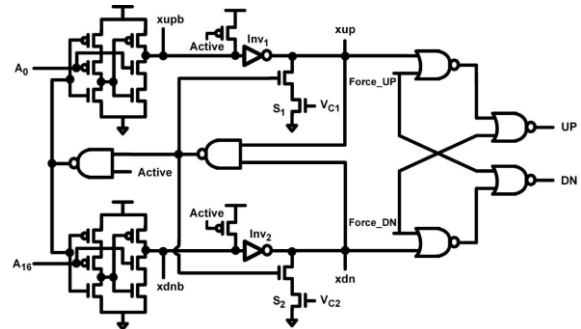 xupb
xup
Active
Inv1
A0
Force_UP
S1
VC1
UP
Active
DN
Active
Inv2
Force_DN
A16
xdnb
S2
VC2
xdn